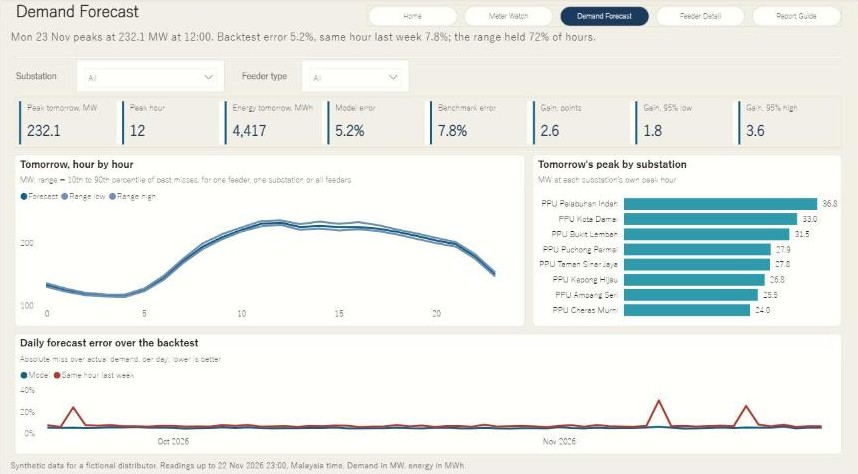 Demand Forecast
Home
Meter Watch
Demand Forecast
Feeder Detail
Report Guide
Mon 23 Nov peaks at 232.1 MW at 12:00. Backtest error 5.2%, same hour last week 7.8%; the range held 72% of hours.
Substation
All
Feeder type
All
Peak tomorrow, MW
232.1
Peak hour
12
Energy tomorrow, MWh
4,417
Model error
5.2%
Benchmark error
7.8%
Gain, points
2.6
Gain, 95% low
1.8
Gain, 95% high
3.6
Tomorrow, hour by hour
MW, range = 10th to 90th percentile of past misses, for one feeder, one substation or all feeders
Forecast Range low Range high
200
100
0 5 10 15 20
Tomorrow's peak by substation
MW at each substation's own peak hour
PPU Pelabuhan Indah 36.8
PPU Kota Damai 33.0
PPU Bukit Lembah 31.5
PPU Puchong Permai 27.9
PPU Taman Sinar Jaya 27.8
PPU Kepong Hijau 26.8
PPU Ampang Seri 25.5
PPU Cheras Murni 24.0
Daily forecast error over the backtest
Absolute miss over actual demand, per day; lower is better
Model Same hour last week
40%
20%
0%
Oct 2026 Nov 2026
Synthetic data for a fictional distributor. Readings up to 22 Nov 2026 23:00, Malaysia time. Demand in MW, energy in MWh.